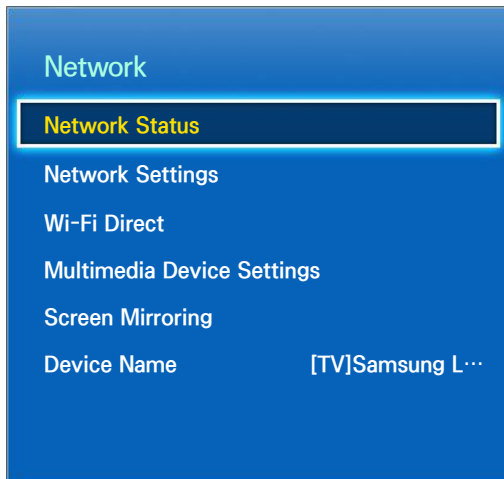 Network
Network Status
Network Settings
Wi-Fi Direct
Multimedia Device Settings
Screen Mirroring
Device Name [TV]Samsung L···